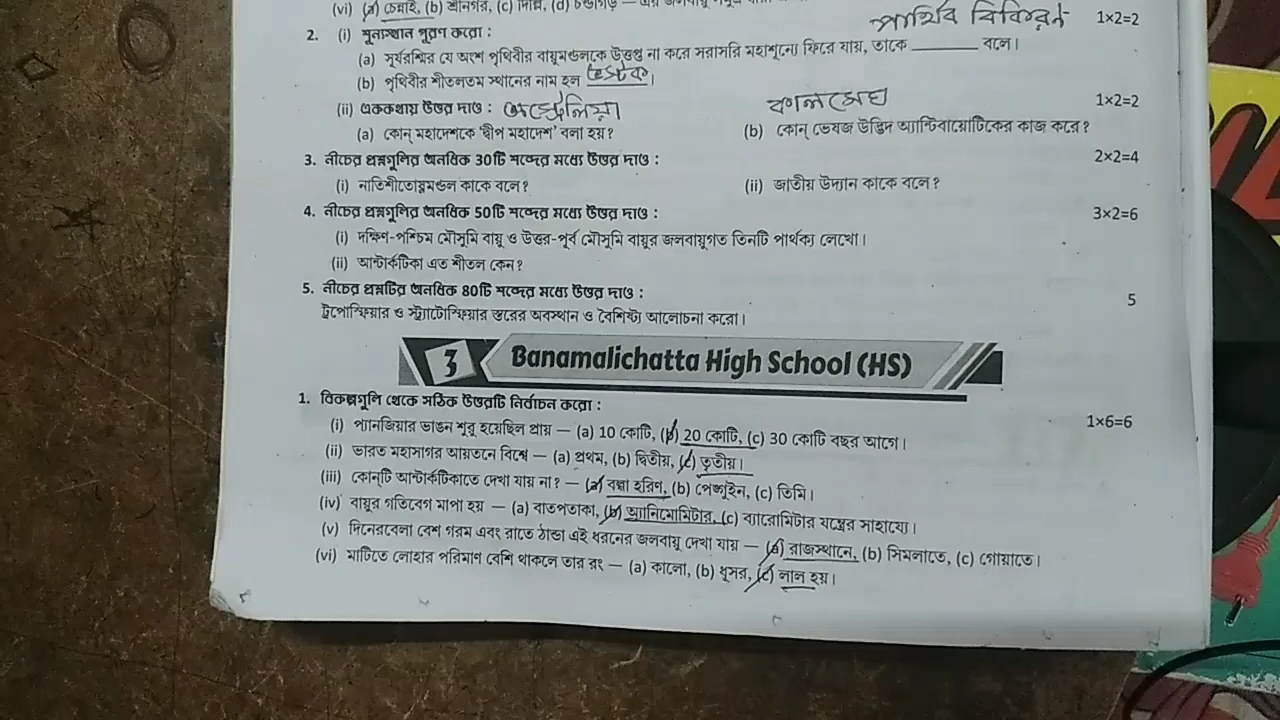 (vi) (a) চেন্নাই, (b) শ্রীনগর, (c) দিল্লি, (d) চণ্ডীগড় —
পার্থিব বিকিরণ
2. (i) শূন্যস্থান পূরণ করো : 1×2=2
(a) সূর্যরশ্মির যে অংশ পৃথিবীর বায়ুমণ্ডলকে উত্তপ্ত না করে সরাসরি মহাশূন্যে ফিরে যায়, তাকে ________ বলে।
(b) পৃথিবীর শীতলতম স্থানের নাম হল ভস্টক।
(ii) এককথায় উত্তর দাও : অস্ট্রেলিয়া কালমেঘ 1×2=2
(a) কোন্ মহাদেশকে 'দ্বীপ মহাদেশ' বলা হয়? (b) কোন্ ভেষজ উদ্ভিদ অ্যান্টিবায়োটিকের কাজ করে?
3. নীচের প্রশ্নগুলির অনধিক 30টি শব্দের মধ্যে উত্তর দাও : 2×2=4
(i) নাতিশীতোষ্ণমণ্ডল কাকে বলে? (ii) জাতীয় উদ্যান কাকে বলে?
4. নীচের প্রশ্নগুলির অনধিক 50টি শব্দের মধ্যে উত্তর দাও : 3×2=6
(i) দক্ষিণ-পশ্চিম মৌসুমি বায়ু ও উত্তর-পূর্ব মৌসুমি বায়ুর জলবায়ুগত তিনটি পার্থক্য লেখো।
(ii) আন্টার্কটিকা এত শীতল কেন?
5. নীচের প্রশ্নটির অনধিক 80টি শব্দের মধ্যে উত্তর দাও : 5
ট্রপোস্ফিয়ার ও স্ট্র্যাটোস্ফিয়ার স্তরের অবস্থান ও বৈশিষ্ট্য আলোচনা করো।
3 Banamalichatta High School (HS)
1. বিকল্পগুলি থেকে সঠিক উত্তরটি নির্বাচন করো : 1×6=6
(i) প্যানজিয়ার ভাঙন শুরু হয়েছিল প্রায় — (a) 10 কোটি, (b) 20 কোটি, (c) 30 কোটি বছর আগে।
(ii) ভারত মহাসাগর আয়তনে বিশ্বে — (a) প্রথম, (b) দ্বিতীয়, (c) তৃতীয়।
(iii) কোন্‌টি আন্টার্কটিকাতে দেখা যায় না? — (a) বল্গা হরিণ, (b) পেঙ্গুইন, (c) তিমি।
(iv) বায়ুর গতিবেগ মাপা হয় — (a) বাতপতাকা, (b) অ্যানিমোমিটার, (c) ব্যারোমিটার যন্ত্রের সাহায্যে।
(v) দিনেরবেলা বেশ গরম এবং রাতে ঠান্ডা এই ধরনের জলবায়ু দেখা যায় — (a) রাজস্থানে, (b) সিমলাতে, (c) গোয়াতে।
(vi) মাটিতে লোহার পরিমাণ বেশি থাকলে তার রং — (a) কালো, (b) ধূসর, (c) লাল হয়।